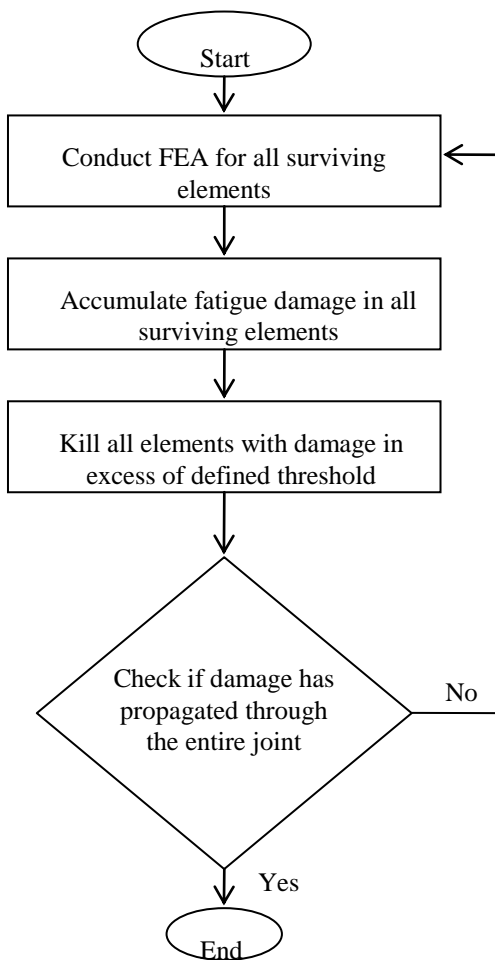 Start
Conduct FEA for all surviving
elements
Accumulate fatigue damage in all
surviving elements
Kill all elements with damage in
excess of defined threshold
Check if damage has
propagated through
the entire joint
No
Yes
End